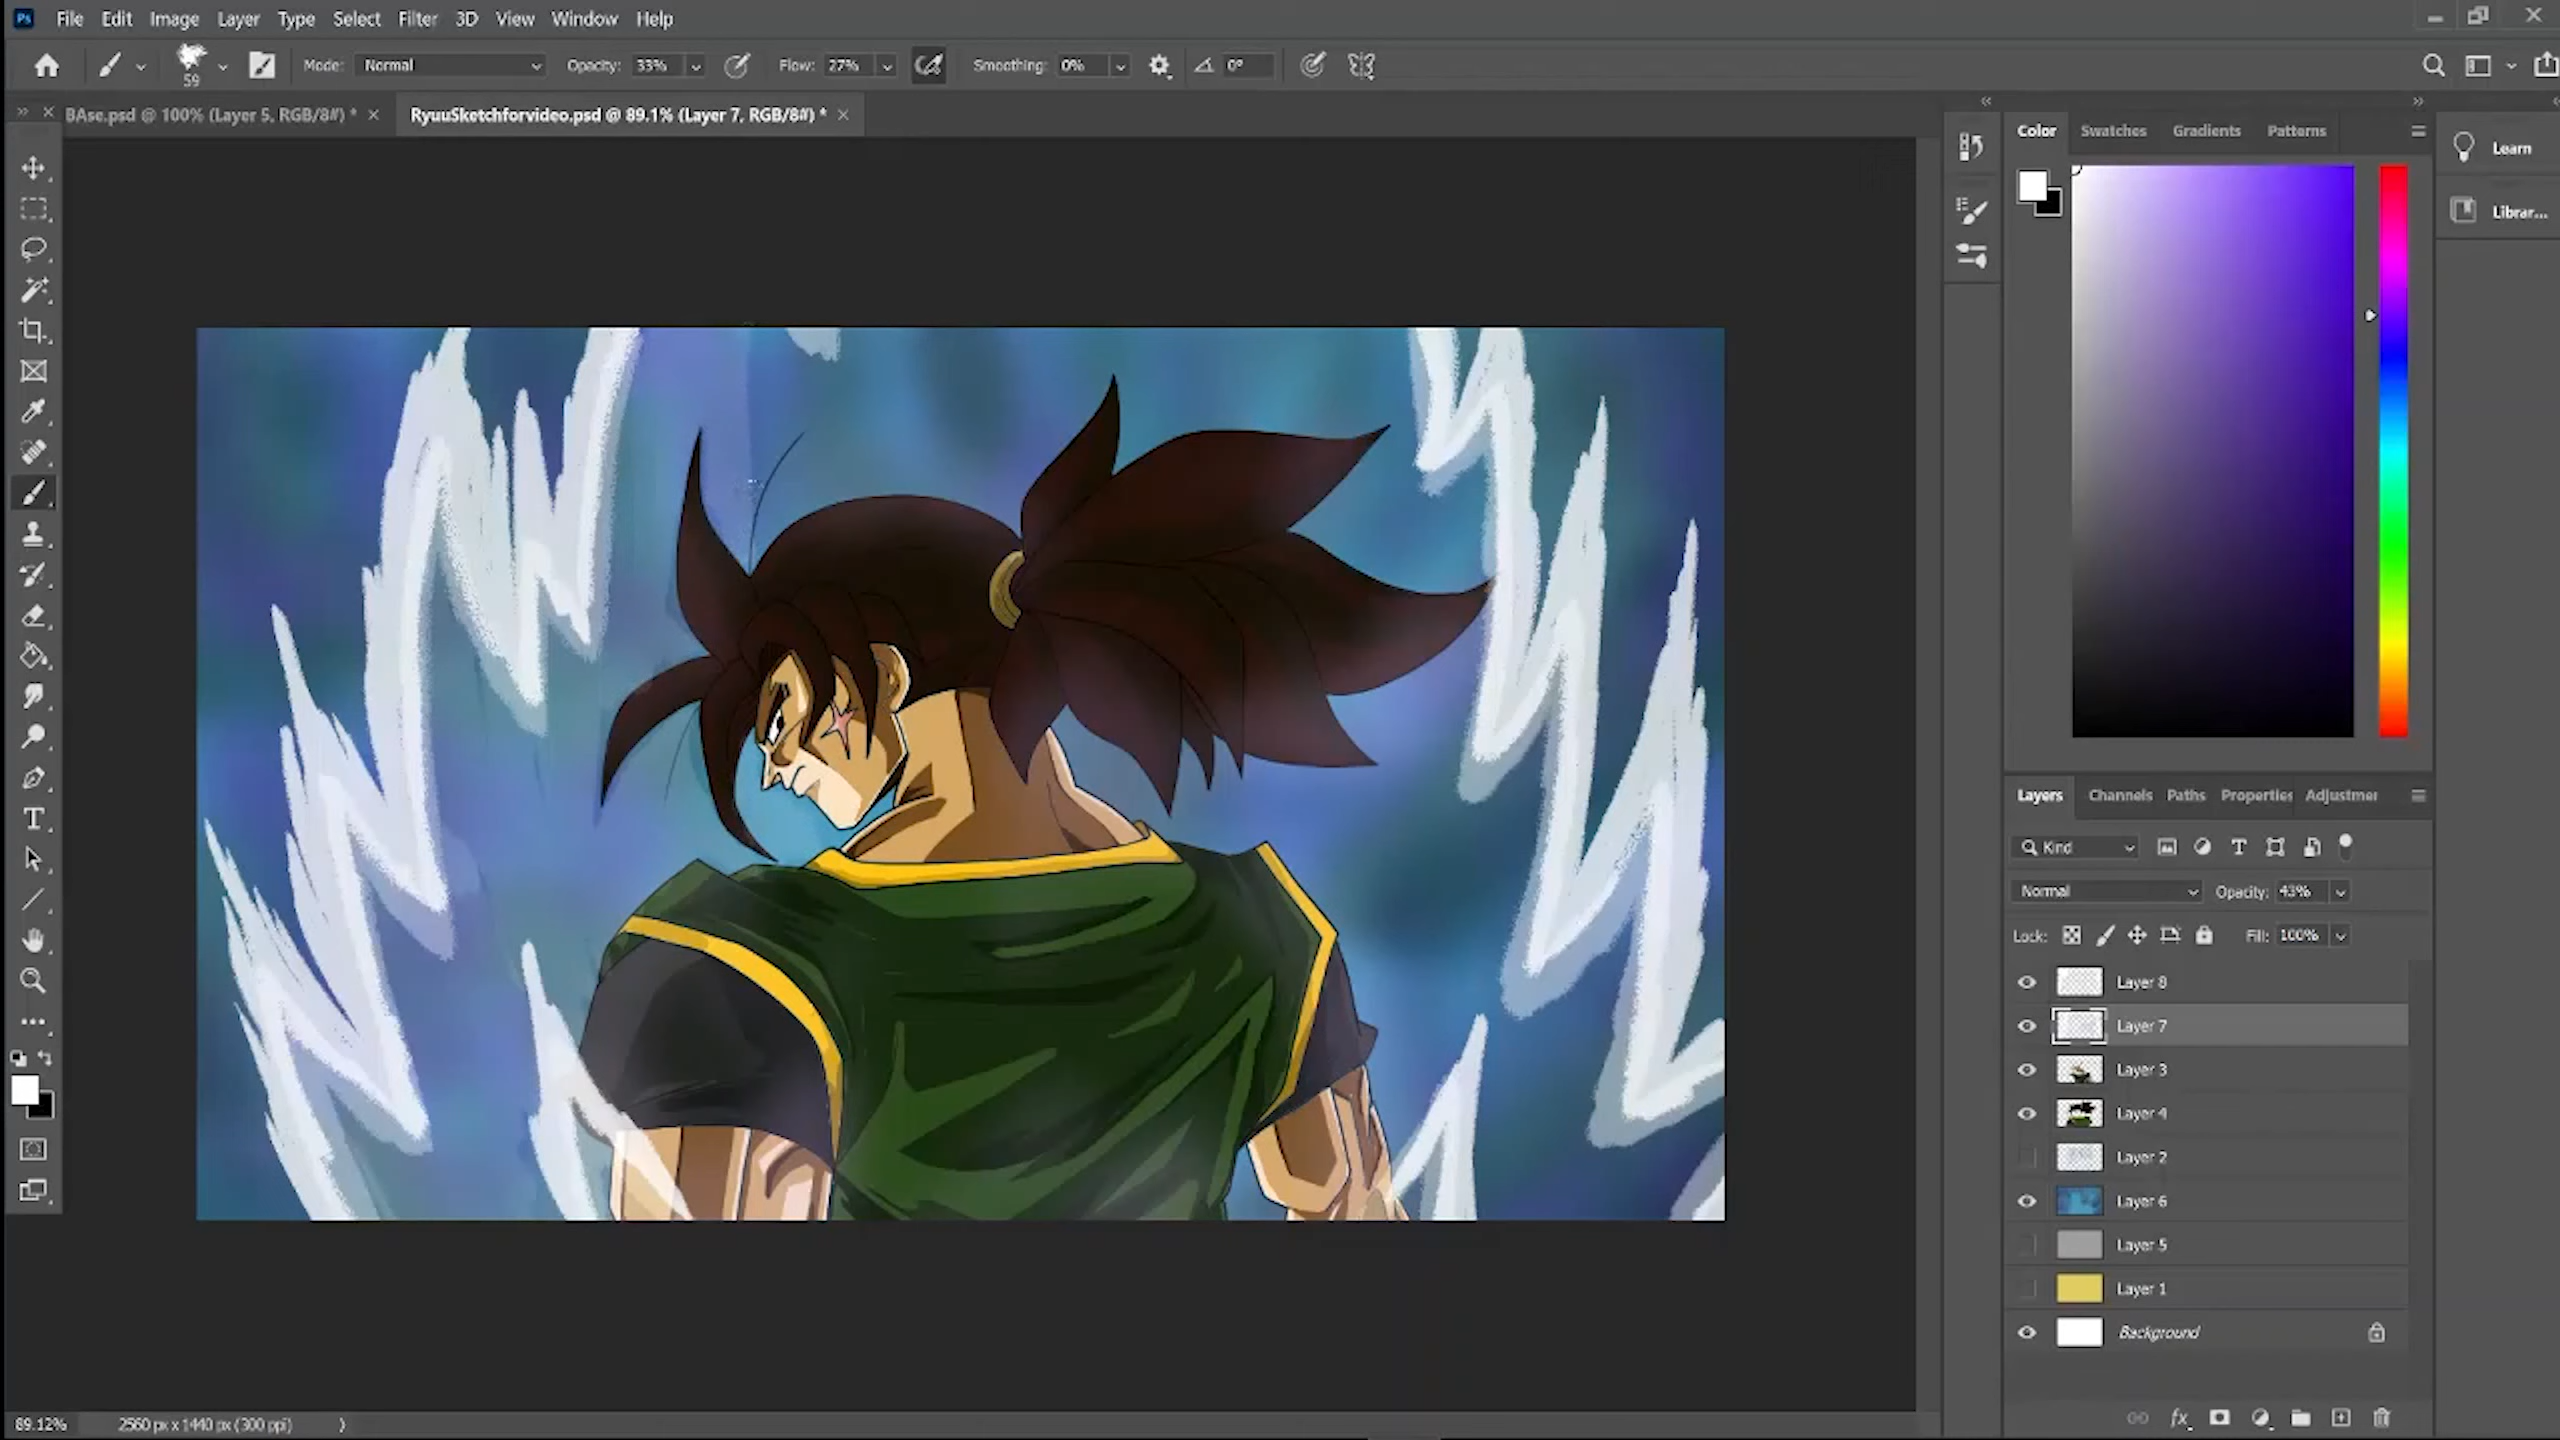 Ps File Edit Image Layer Type Select Filter 3D View Window Help
59 Mode: Normal Opacity: 33% Flow: 27% Smoothing: 0% 0°
BAse.psd @ 100% (Layer 5, RGB/8#) * RyuuSketchforvideo.psd @ 89.1% (Layer 7, RGB/8#) *
Color Swatches Gradients Patterns
Learn
Librar...
Layers Channels Paths Properties Adjustmer
Kind
Normal Opacity: 43%
Lock: Fill: 100%
Layer 8
Layer 7
Layer 3
Layer 4
Layer 2
Layer 6
Layer 5
Layer 1
Background
fx
89.12% 2560 px x 1440 px (300 ppi)